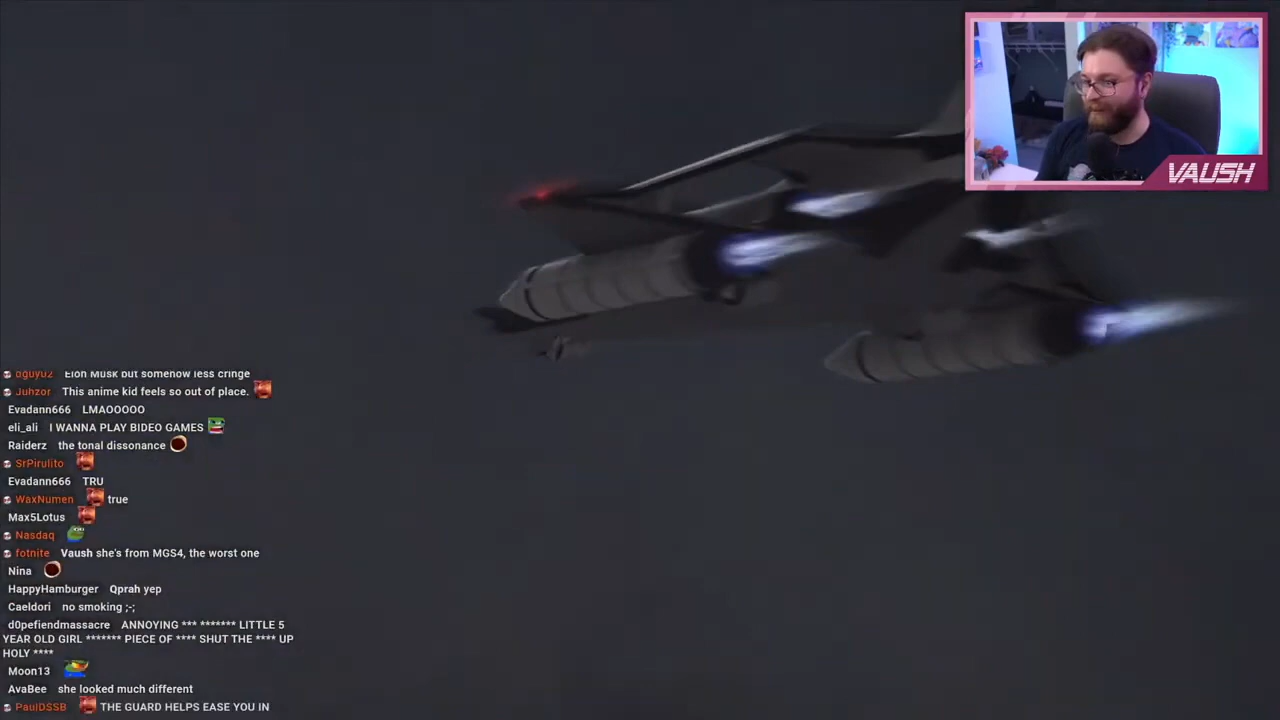 VAUSH
bguy02 Elon Musk but somehow less cringe
Juhzor This anime kid feels so out of place.
Evadann666 LMAOOOOO
eli_ali I WANNA PLAY BIDEO GAMES
Raiderz the tonal dissonance
SrPirulito
Evadann666 TRU
WaxNumen true
Max5Lotus
Nasdaq
fotnite Vaush she's from MGS4, the worst one
Nina
HappyHamburger Qprah yep
Caeldori no smoking ;-;
d0pefiendmassacre ANNOYING *** ******* LITTLE 5
YEAR OLD GIRL ******* PIECE OF **** SHUT THE **** UP
HOLY ****
Moon13
AvaBee she looked much different
PaulDSSB THE GUARD HELPS EASE YOU IN